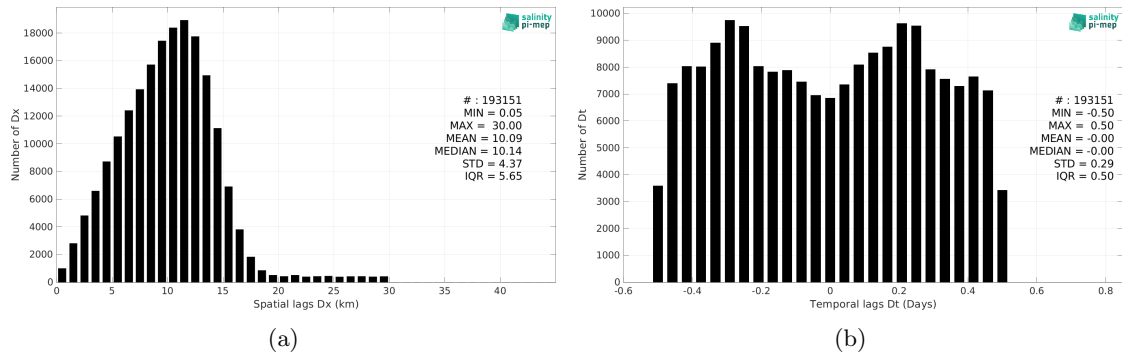 18000
16000
14000
12000
10000
8000
6000
4000
2000
0
Number of Dx
0 5 10 15 20 25 30 35 40
Spatial lags Dx (km)
salinity
pi-mep
# : 193151
MIN = 0.05
MAX = 30.00
MEAN = 10.09
MEDIAN = 10.14
STD = 4.37
IQR = 5.65
(a)
10000
9000
8000
7000
6000
5000
4000
3000
2000
1000
0
Number of Dt
-0.6 -0.4 -0.2 0 0.2 0.4 0.6 0.8
Temporal lags Dt (Days)
salinity
pi-mep
# : 193151
MIN = -0.50
MAX = 0.50
MEAN = -0.00
MEDIAN = -0.00
STD = 0.29
IQR = 0.50
(b)